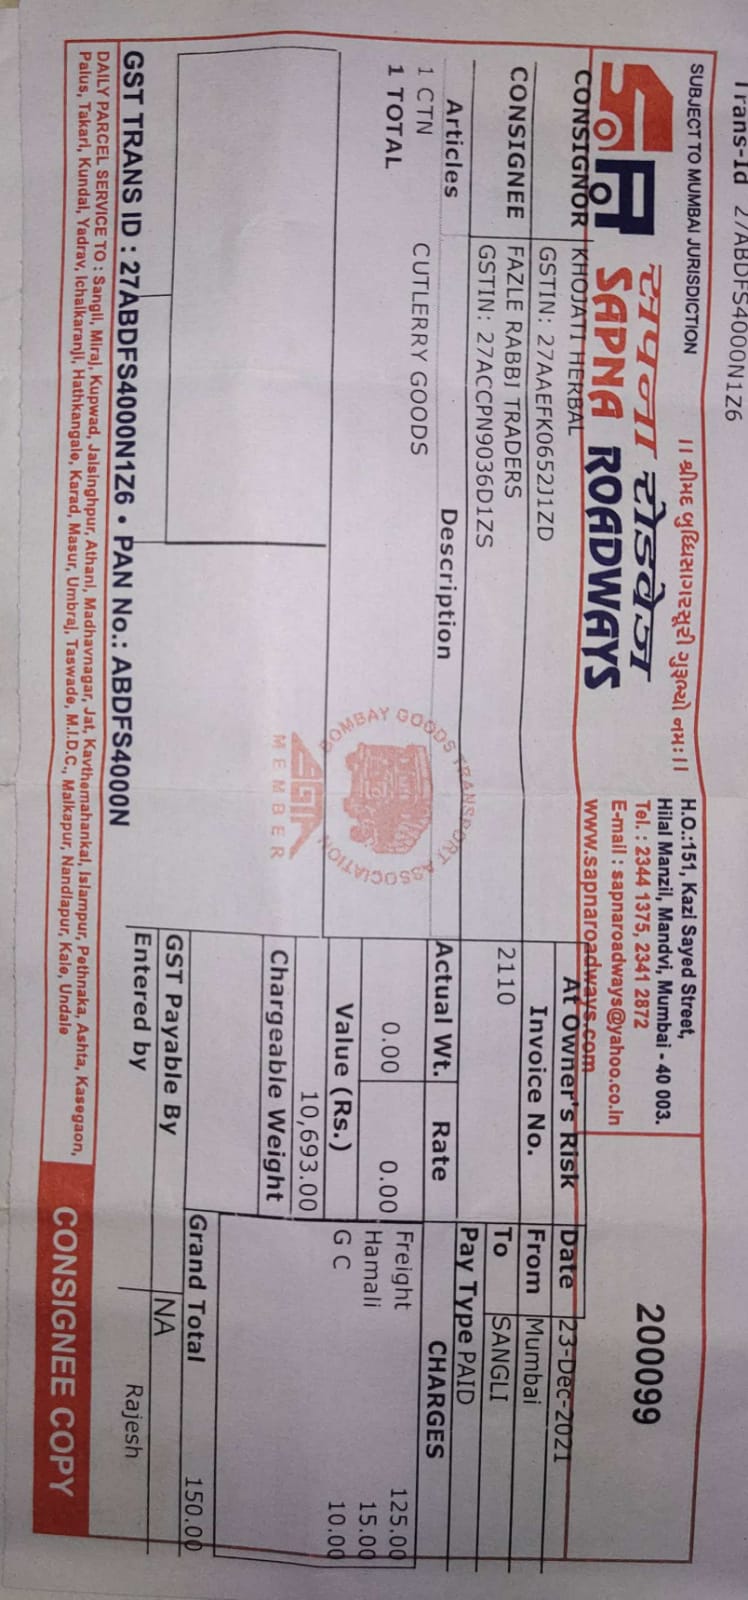 Trans-Id 27ABDFS4000N1Z6
SUBJECT TO MUMBAI JURISDICTION
।। શ્રીમદ બુધ્ધિસાગરસૂરી ગુરૂભ્યો નમઃ ।।
सपना रोडवेज
SAPNA ROADWAYS
H.O.:151, Kazi Sayed Street,
Hilal Manzil, Mandvi, Mumbai - 40 003.
Tel. : 2344 1375, 2341 2872
E-mail : sapnaroadways@yahoo.co.in
www.sapnaroadways.com
200099
CONSIGNOR KHOJATI HERBAL
GSTIN: 27AAEFK0652J1ZD
At Owner's Risk Date 23-Dec-2021
Invoice No. From Mumbai
CONSIGNEE FAZLE RABBI TRADERS
GSTIN: 27ACCPN9036D1ZS
2110 To SANGLI
Pay Type PAID
Articles Description Actual Wt. Rate CHARGES
1 CTN CUTLERRY GOODS
1 TOTAL
0.00 0.00 Freight 125.00
Value (Rs.) Hamali 15.00
10,693.00 G C 10.00
Chargeable Weight
BOMBAY GOODS TRANSPORT ASSOCIATION
BGTA
MEMBER
Grand Total 150.00
GST Payable By NA
Entered by Rajesh
GST TRANS ID : 27ABDFS4000N1Z6 • PAN No.: ABDFS4000N
DAILY PARCEL SERVICE TO : Sangli, Miraj, Kupwad, Jaisinghpur, Athani, Madhavnagar, Jat, Kavthemahankal, Islampur, Pethnaka, Ashta, Kasegaon,
Palus, Takari, Kundal, Yadrav, Ichalkaranji, Hathkangale, Karad, Masur, Umbraj, Taswade, M.I.D.C., Malkapur, Nandlapur, Kale, Undale
CONSIGNEE COPY